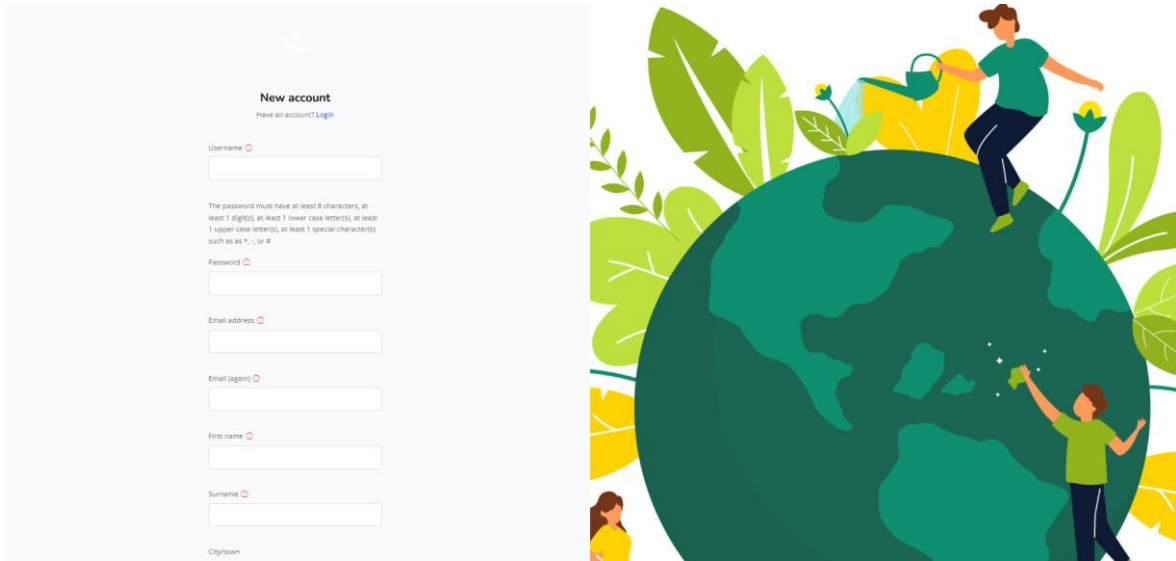 New account
Have an account? Login
Username
The password must have at least 8 characters, at
least 1 digit(s), at least 1 lower case letter(s), at least
1 upper case letter(s), at least 1 special character(s)
such as as *, -, or #
Password
Email address
Email (again)
First name
Surname
City/town